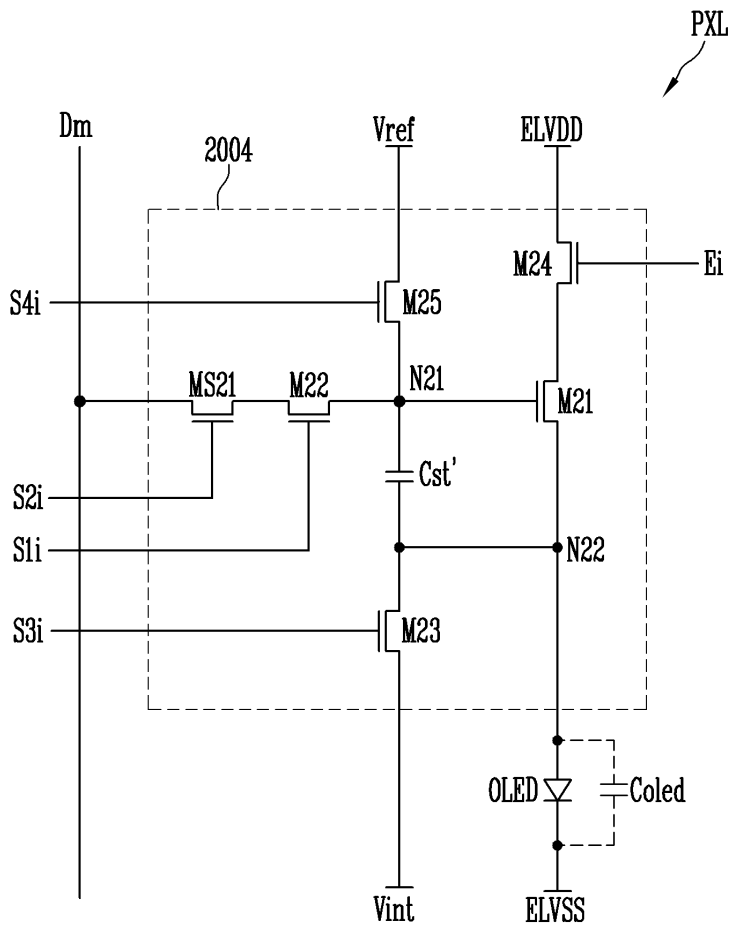 PXL
Dm
Vref
ELVDD
2004
M24
Ei
S4i
M25
MS21
M22
N21
M21
Cst'
S2i
S1i
N22
S3i
M23
OLED
Coled
Vint
ELVSS